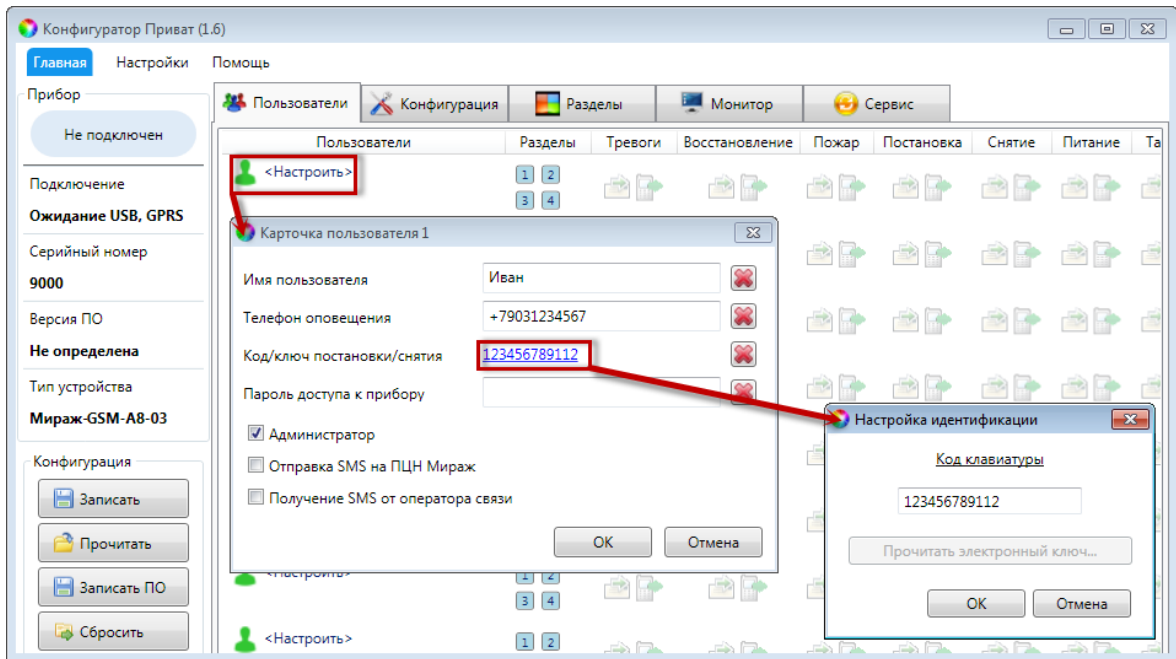 Конфигуратор Приват (1.6)
Главная Настройки Помощь
Прибор
Не подключен
Подключение
Ожидание USB, GPRS
Серийный номер
9000
Версия ПО
Не определена
Тип устройства
Мираж-GSM-A8-03
Конфигурация
Записать
Прочитать
Записать ПО
Сбросить
Пользователи Конфигурация Разделы Монитор Сервис
Пользователи Разделы Тревоги Восстановление Пожар Постановка Снятие Питание Та
<Настроить>
1 2
3 4
Карточка пользователя 1
Имя пользователя Иван
Телефон оповещения +79031234567
Код/ключ постановки/снятия 123456789112
Пароль доступа к прибору
Администратор
Отправка SMS на ПЦН Мираж
Получение SMS от оператора связи
OK Отмена
Настройка идентификации
Код клавиатуры
123456789112
Прочитать электронный ключ...
OK Отмена
<Настроить>
1 2
3 4
<Настроить>
1 2